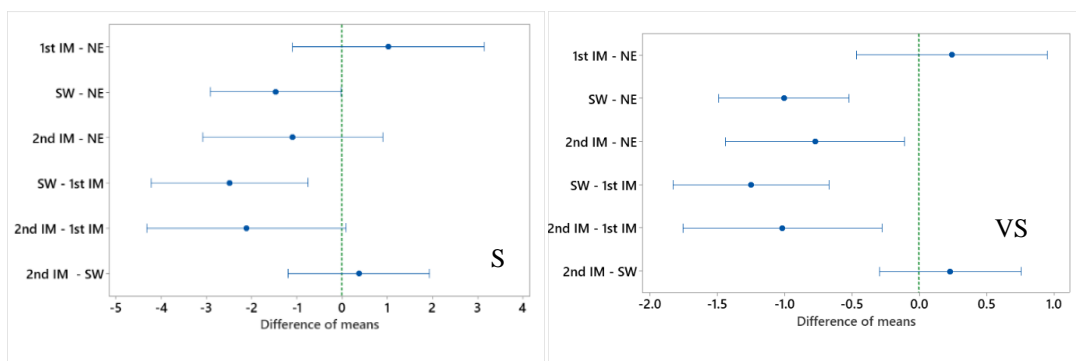 1st IM - NE
SW - NE
2nd IM - NE
SW - 1st IM
2nd IM - 1st IM
2nd IM - SW
S
-5 -4 -3 -2 -1 0 1 2 3 4
Difference of means
1st IM - NE
SW - NE
2nd IM - NE
SW - 1st IM
2nd IM - 1st IM
2nd IM - SW
VS
-2.0 -1.5 -1.0 -0.5 0.0 0.5 1.0
Difference of means